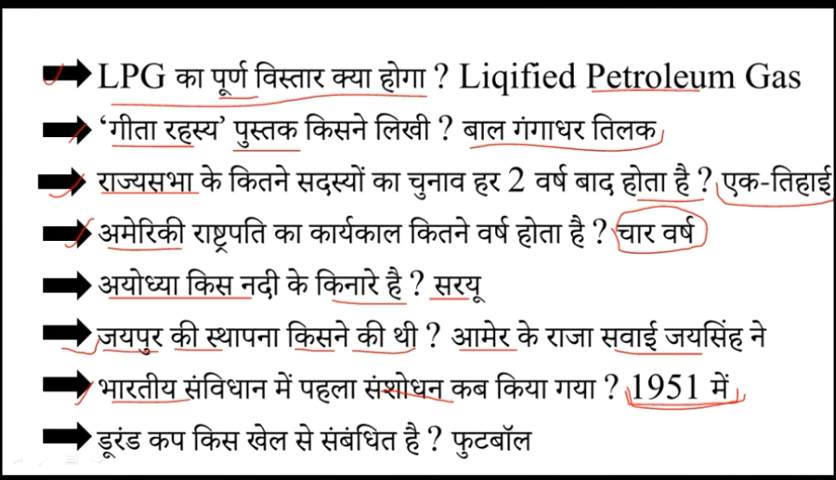 LPG का पूर्ण विस्तार क्या होगा ? Liqified Petroleum Gas
‘गीता रहस्य’ पुस्तक किसने लिखी ? बाल गंगाधर तिलक
राज्यसभा के कितने सदस्यों का चुनाव हर 2 वर्ष बाद होता है ? एक-तिहाई
अमेरिकी राष्ट्रपति का कार्यकाल कितने वर्ष होता है ? चार वर्ष
अयोध्या किस नदी के किनारे है ? सरयू
जयपुर की स्थापना किसने की थी ? आमेर के राजा सवाई जयसिंह ने
भारतीय संविधान में पहला संशोधन कब किया गया ? 1951 में
डूरंड कप किस खेल से संबंधित है ? फुटबॉल